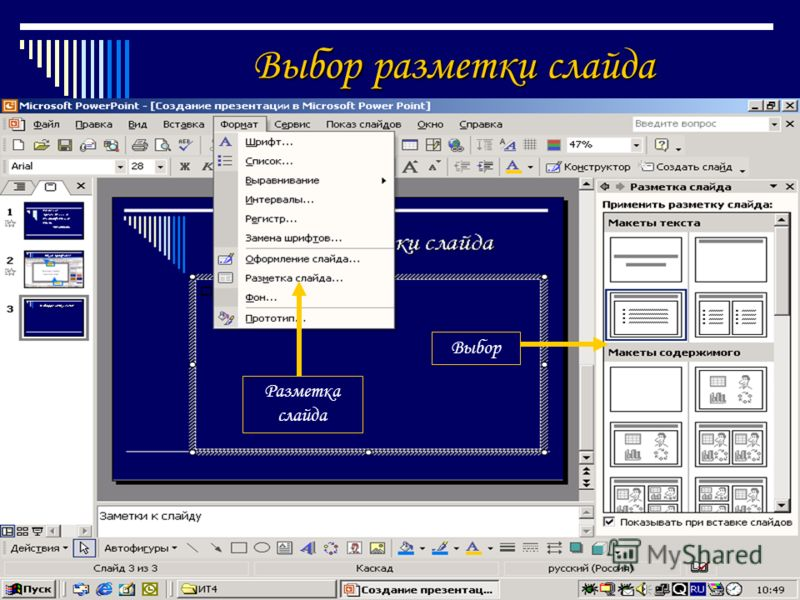 Выбор разметки слайда
Microsoft PowerPoint - [Создание презентации в Microsoft Power Point]
Файл Правка Вид Вставка Формат Сервис Показ слайдов Окно Справка Введите вопрос
47%
Arial 28 Ж К Конструктор Создать слайд
Шрифт...
Список...
Выравнивание
Интервалы...
Регистр...
Замена шрифтов...
Оформление слайда...
Разметка слайда...
Фон...
Прототип...
1
2
3
ки слайда
Выбор
Разметка
слайда
Разметка слайда
Применить разметку слайда:
Макеты текста
Макеты содержимого
Показывать при вставке слайдов
Заметки к слайду
Действия Автофигуры
Слайд 3 из 3 Каскад русский (Россия)
MyShared
Пуск ИТ4 Создание презентац... RU 10:49